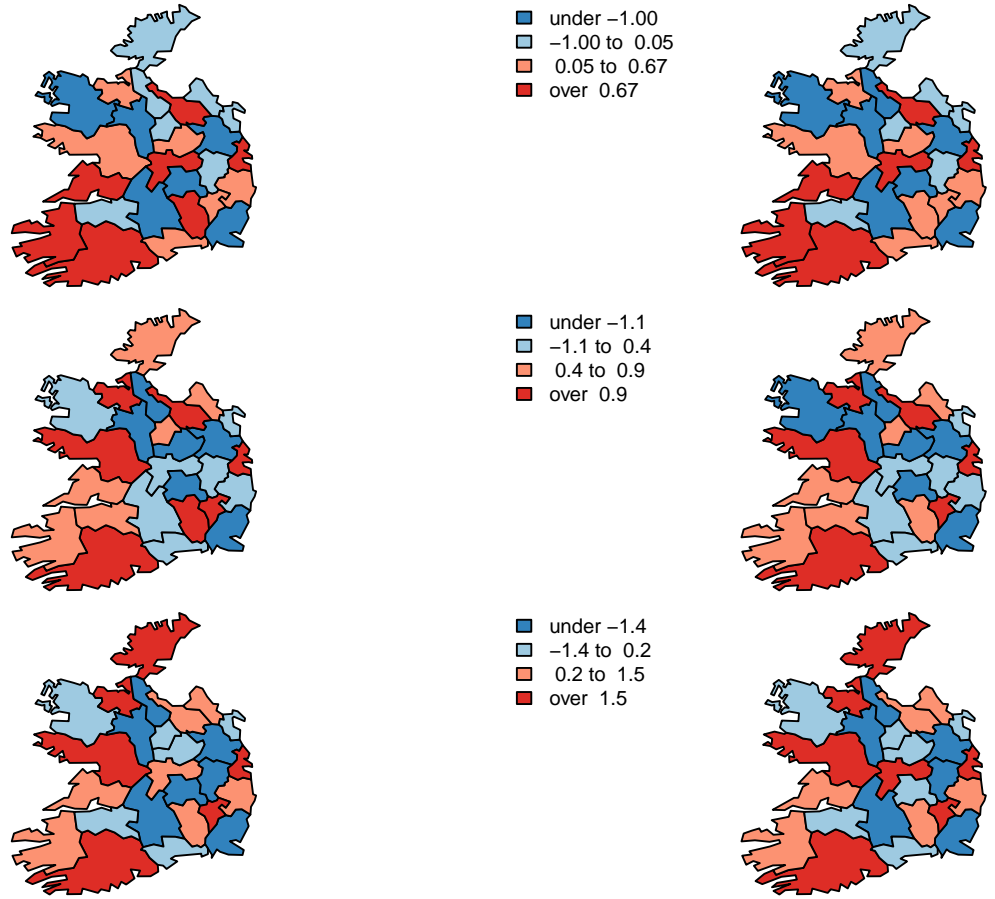 under −1.00
−1.00 to 0.05
0.05 to 0.67
over 0.67
under −1.1
−1.1 to 0.4
0.4 to 0.9
over 0.9
under −1.4
−1.4 to 0.2
0.2 to 1.5
over 1.5